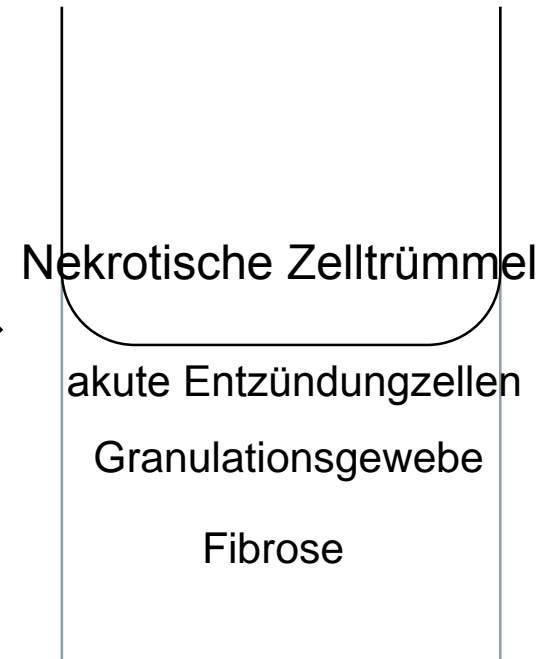 Nekrotische Zelltrümmel
akute Entzündungzellen
Granulationsgewebe
Fibrose